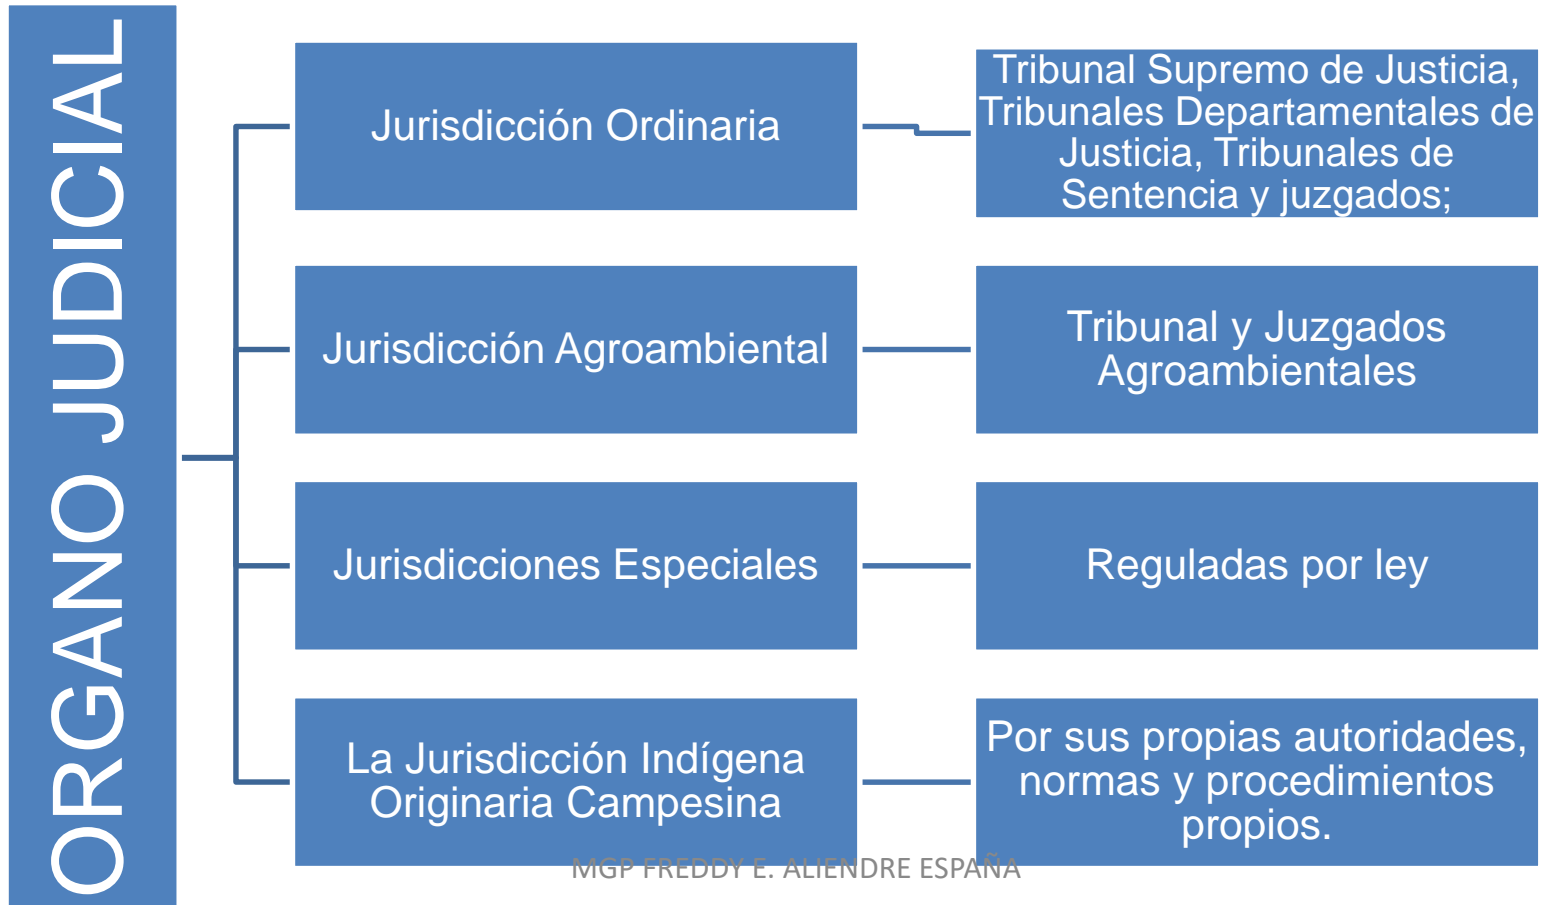 ORGANO JUDICIAL
Jurisdicción Ordinaria
Tribunal Supremo de Justicia,
Tribunales Departamentales de
Justicia, Tribunales de
Sentencia y juzgados;
Jurisdicción Agroambiental
Tribunal y Juzgados
Agroambientales
Jurisdicciones Especiales
Reguladas por ley
La Jurisdicción Indígena
Originaria Campesina
Por sus propias autoridades,
normas y procedimientos
propios.
MGP FREDDY E. ALIENDRE ESPAÑA